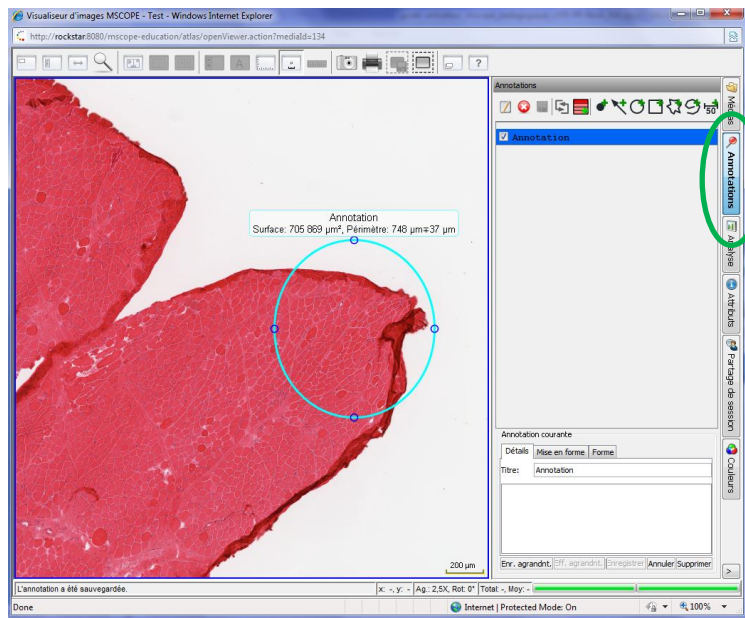 Visualiseur d'images MSCOPE - Test - Windows Internet Explorer
http://rockstar:8080/mscope-education/atlas/openViewer.action?mediaId=134
Annotations
Médias
Annotation
Annotations
Annotation
Surface: 705 869 µm², Périmètre: 748 µm∓37 µm
Analyse
Attributs
Partage de session
Couleurs
Annotation courante
Détails Mise en forme Forme
Titre: Annotation
200 µm
Enr. agrandnt. Eff. agrandnt. Enregistrer Annuler Supprimer
>
L'annotation a été sauvegardée. x: -, y: - Ag.: 2,5X, Rot: 0° Total: -, Moy: -
Done Internet | Protected Mode: On 100%